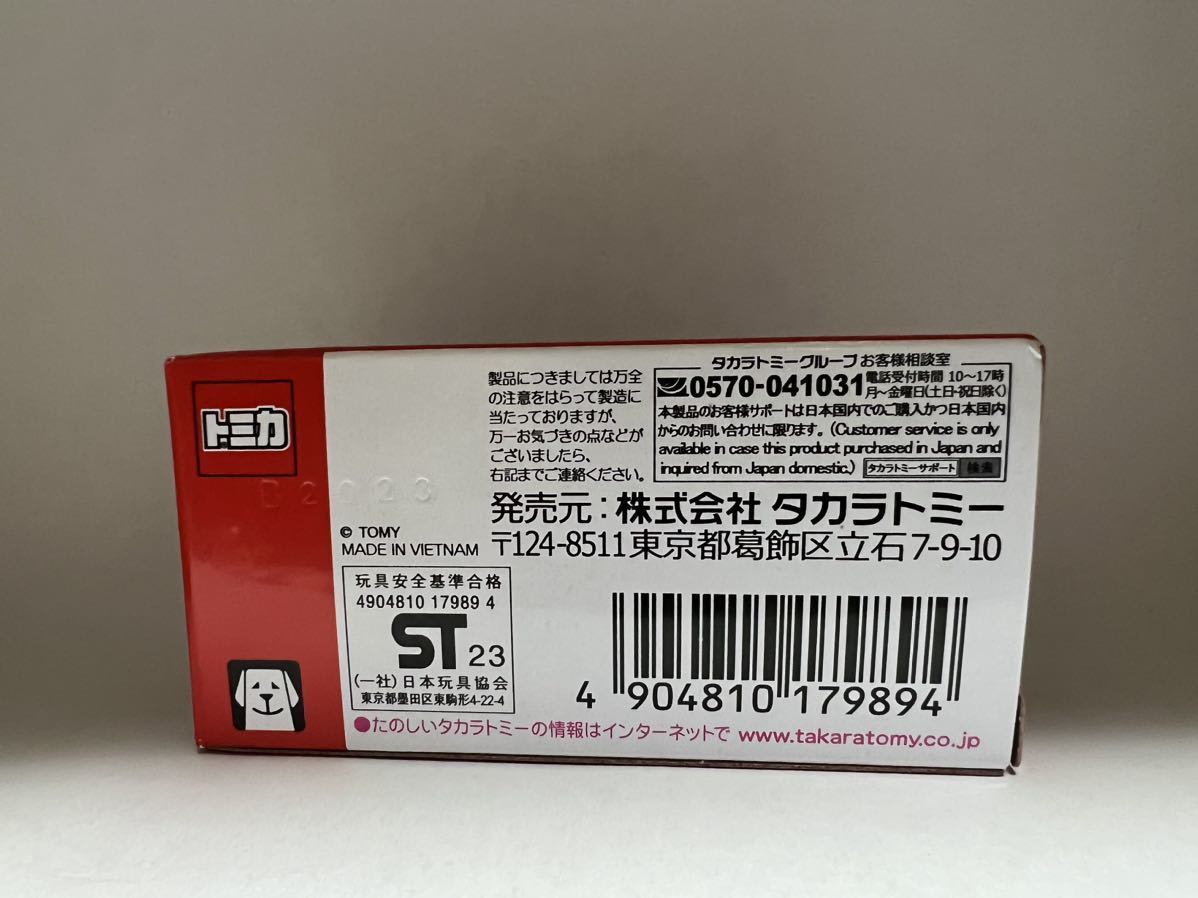 トミカ
D2023
© TOMY
MADE IN VIETNAM
製品につきましては万全
の注意をはらって製造に
当たっておりますが、
万一お気づきの点などが
ございましたら、
右記までご連絡ください。
タカラトミーグループ お客様相談室
0570-041031 電話受付時間 10〜17時
月〜金曜日(土日・祝日除く)
本製品のお客様サポートは日本国内でのご購入かつ日本国内
からのお問い合わせに限ります。((Customer service is only
available in case this product purchased in Japan and
inquired from Japan domestic.) タカラトミーサポート 検索
発売元：株式会社 タカラトミー
〒124-8511 東京都葛飾区立石7-9-10
玩具安全基準合格
4904810 17989 4
ST 23
(一社)日本玩具協会
東京都墨田区東駒形4-22-4
4 904810 179894
●たのしいタカラトミーの情報はインターネットで www.takaratomy.co.jp